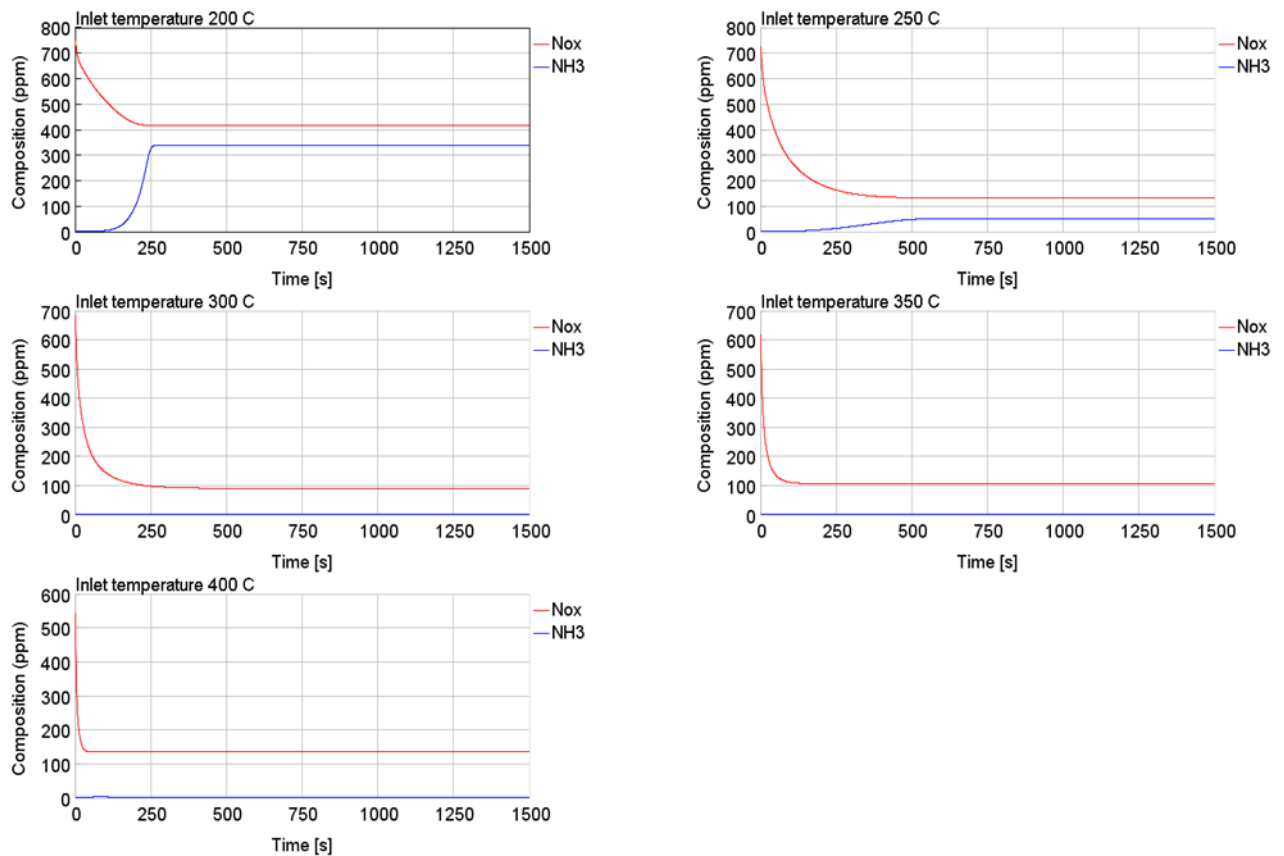 Inlet temperature 200 C
800
700
600
500
400
300
200
100
0
Composition (ppm)
0 250 500 750 1000 1250 1500
Time [s]
Nox
NH3
Inlet temperature 250 C
800
700
600
500
400
300
200
100
0
Composition (ppm)
0 250 500 750 1000 1250 1500
Time [s]
Nox
NH3
Inlet temperature 300 C
700
600
500
400
300
200
100
0
Composition (ppm)
0 250 500 750 1000 1250 1500
Time [s]
Nox
NH3
Inlet temperature 350 C
700
600
500
400
300
200
100
0
Composition (ppm)
0 250 500 750 1000 1250 1500
Time [s]
Nox
NH3
Inlet temperature 400 C
600
500
400
300
200
100
0
Composition (ppm)
0 250 500 750 1000 1250 1500
Time [s]
Nox
NH3